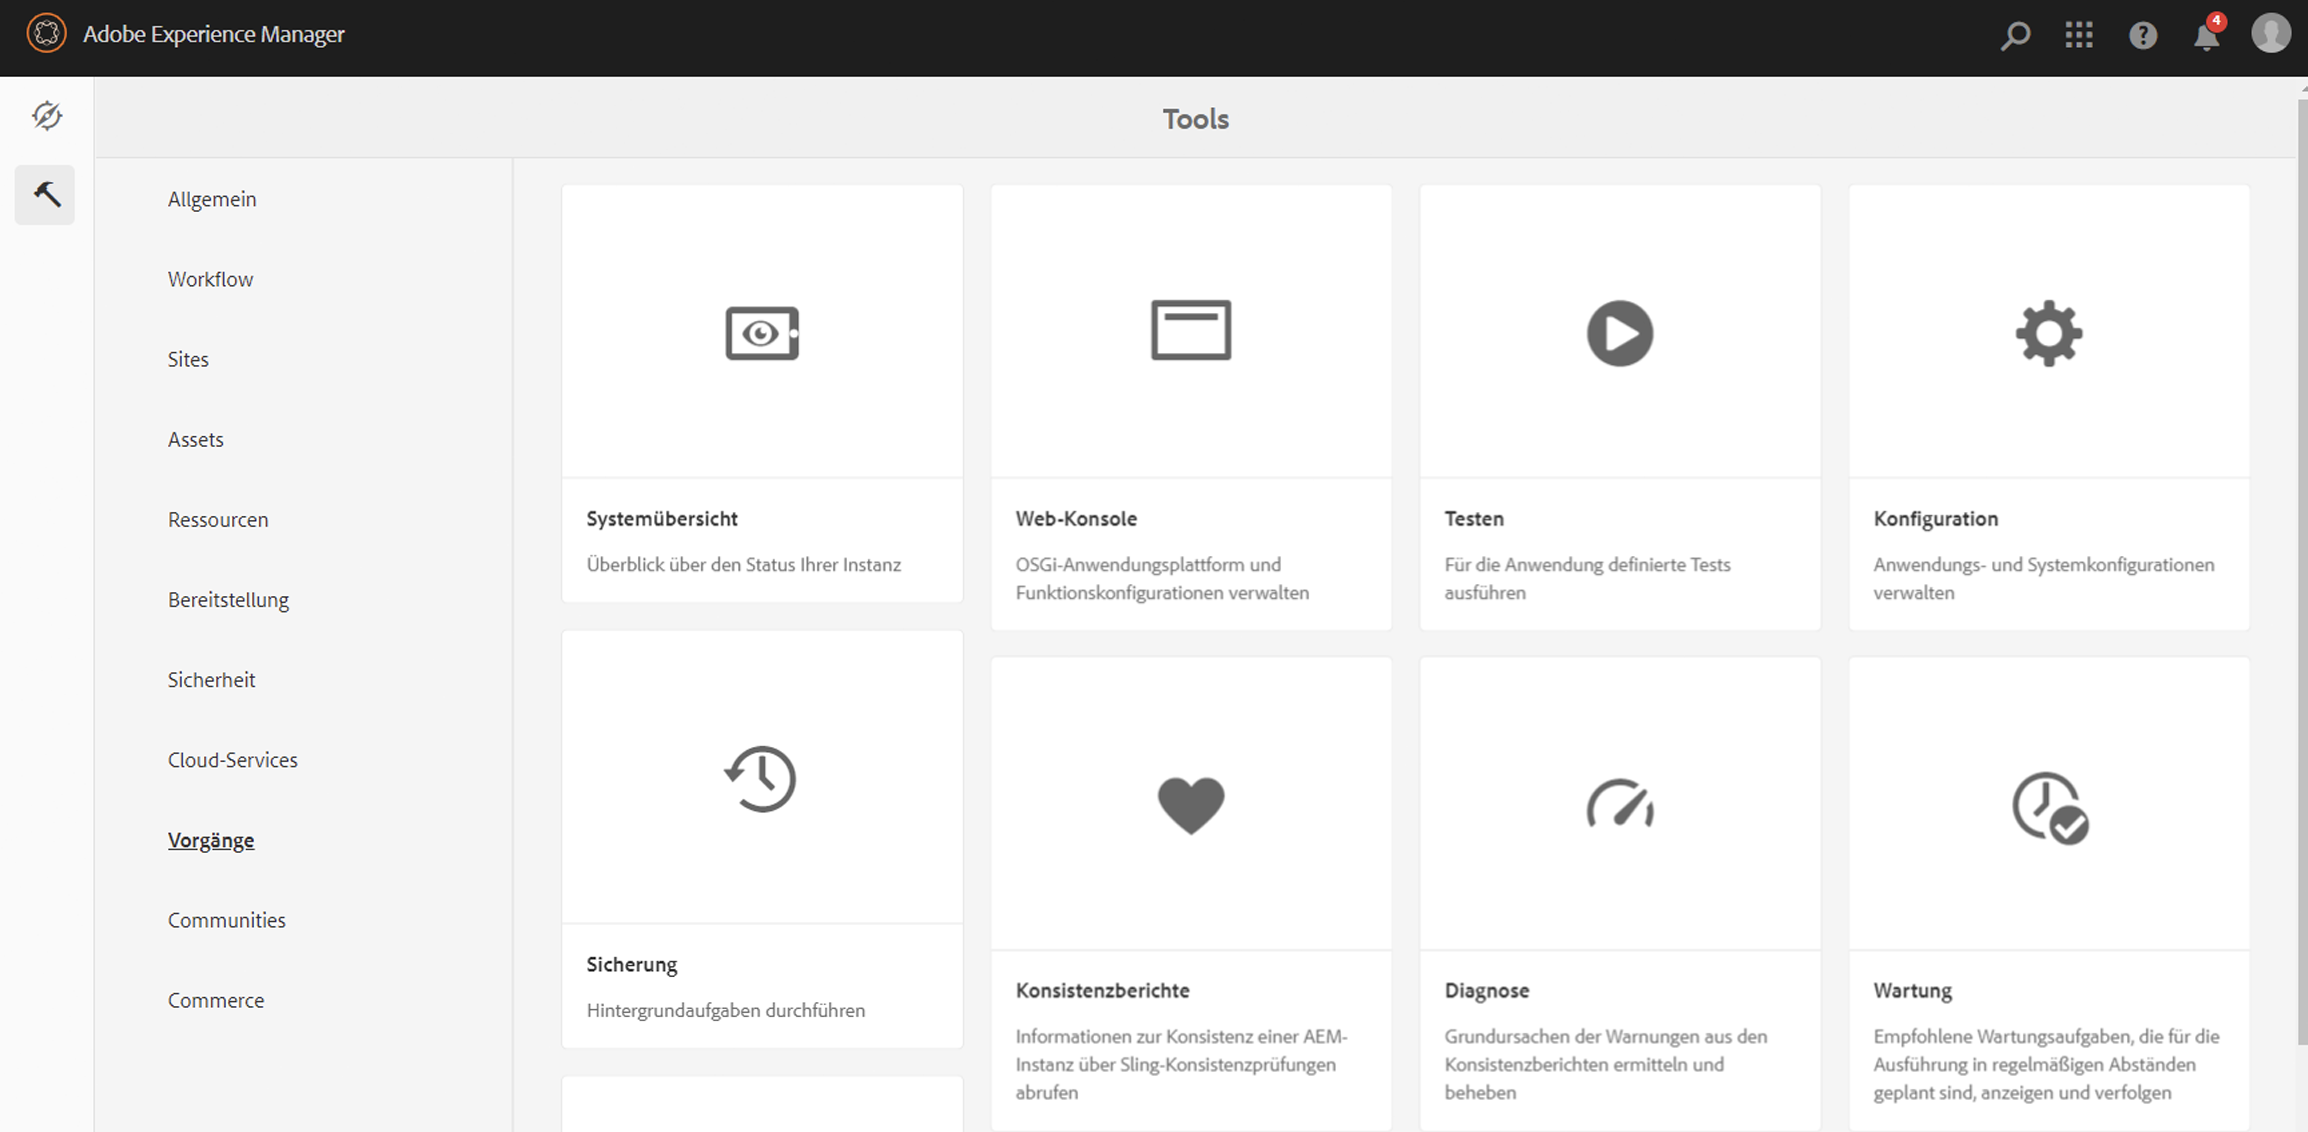 Adobe Experience Manager
4
Tools
Allgemein
Workflow
Sites
Assets
Ressourcen
Bereitstellung
Sicherheit
Cloud-Services
Vorgänge
Communities
Commerce
Systemübersicht
Überblick über den Status Ihrer Instanz
Web-Konsole
OSGi-Anwendungsplattform und
Funktionskonfigurationen verwalten
Testen
Für die Anwendung definierte Tests
ausführen
Konfiguration
Anwendungs- und Systemkonfigurationen
verwalten
Sicherung
Hintergrundaufgaben durchführen
Konsistenzberichte
Informationen zur Konsistenz einer AEM-
Instanz über Sling-Konsistenzprüfungen
abrufen
Diagnose
Grundursachen der Warnungen aus den
Konsistenzberichten ermitteln und
beheben
Wartung
Empfohlene Wartungsaufgaben, die für die
Ausführung in regelmäßigen Abständen
geplant sind, anzeigen und verfolgen